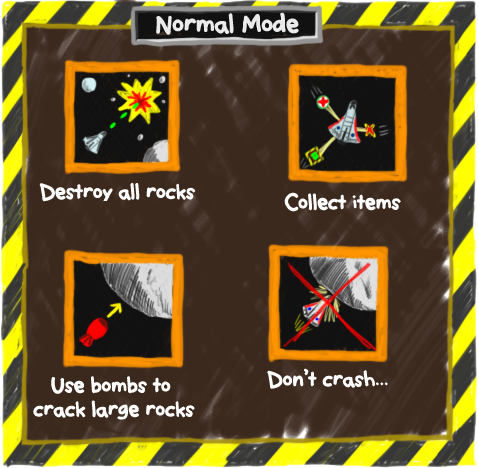 Normal Mode
Destroy all rocks
Collect items
Use bombs to
crack large rocks
Don't crash...